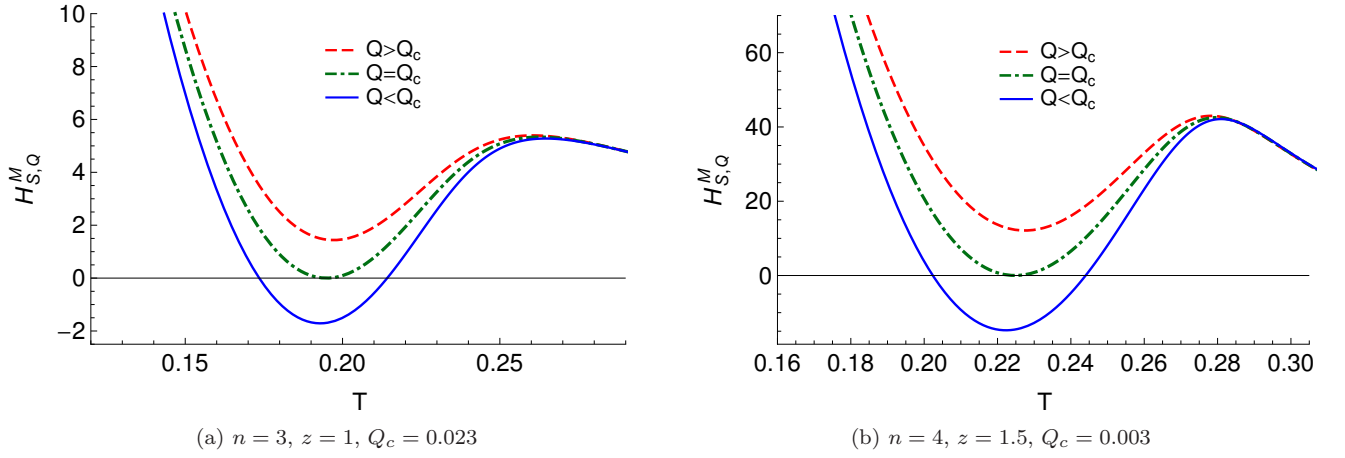 10
8
6
4
2
0
−2
H^M_{S,Q}
Q>Q_c
Q=Q_c
Q<Q_c
0.15
0.20
0.25
T
(a) n = 3, z = 1, Q_c = 0.023
60
40
20
0
H^M_{S,Q}
Q>Q_c
Q=Q_c
Q<Q_c
0.16
0.18
0.20
0.22
0.24
0.26
0.28
0.30
T
(b) n = 4, z = 1.5, Q_c = 0.003